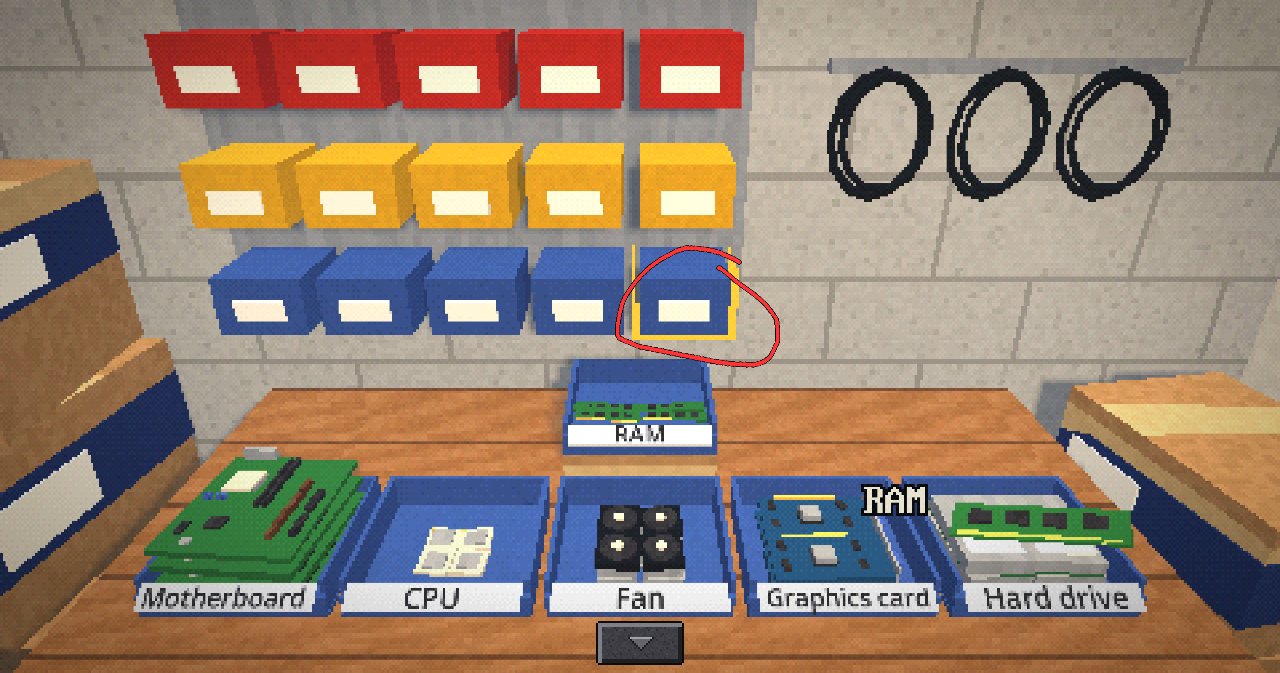 RAM
RAM
Motherboard
CPU
Fan
Graphics card
Hard drive